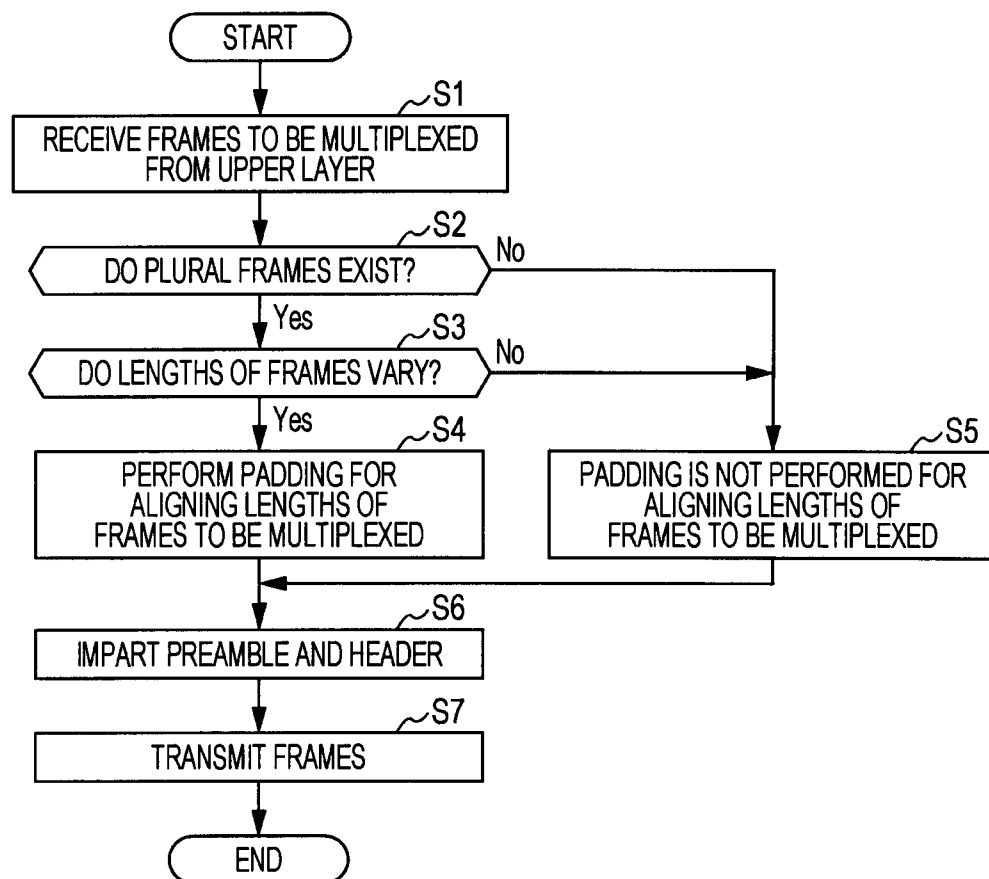 START
S1
RECEIVE FRAMES TO BE MULTIPLEXED
FROM UPPER LAYER
S2
DO PLURAL FRAMES EXIST?
No
Yes
S3
DO LENGTHS OF FRAMES VARY?
No
Yes
S4
PERFORM PADDING FOR
ALIGNING LENGTHS OF
FRAMES TO BE MULTIPLEXED
S5
PADDING IS NOT PERFORMED FOR
ALIGNING LENGTHS OF
FRAMES TO BE MULTIPLEXED
S6
IMPART PREAMBLE AND HEADER
S7
TRANSMIT FRAMES
END